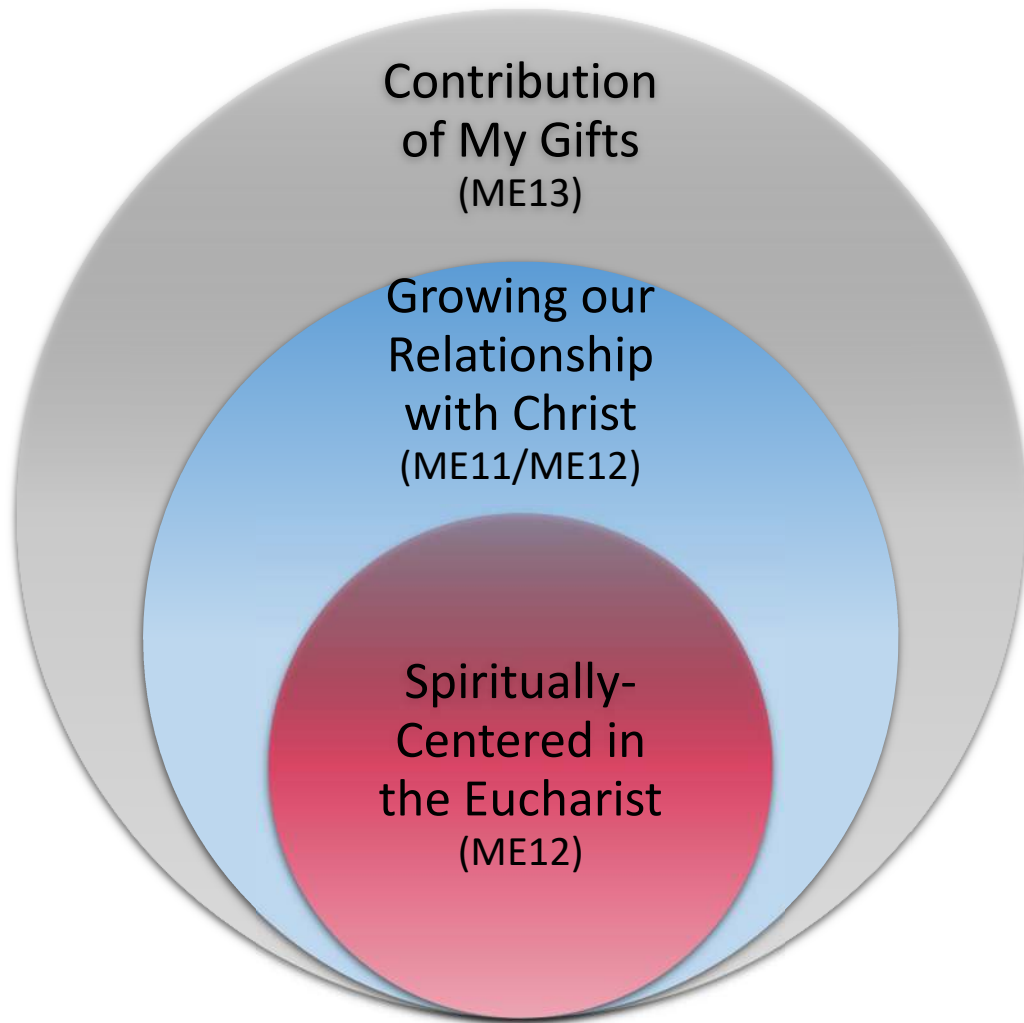 Contribution
of My Gifts
(ME13)
Growing our
Relationship
with Christ
(ME11/ME12)
Spiritually-
Centered in
the Eucharist
(ME12)